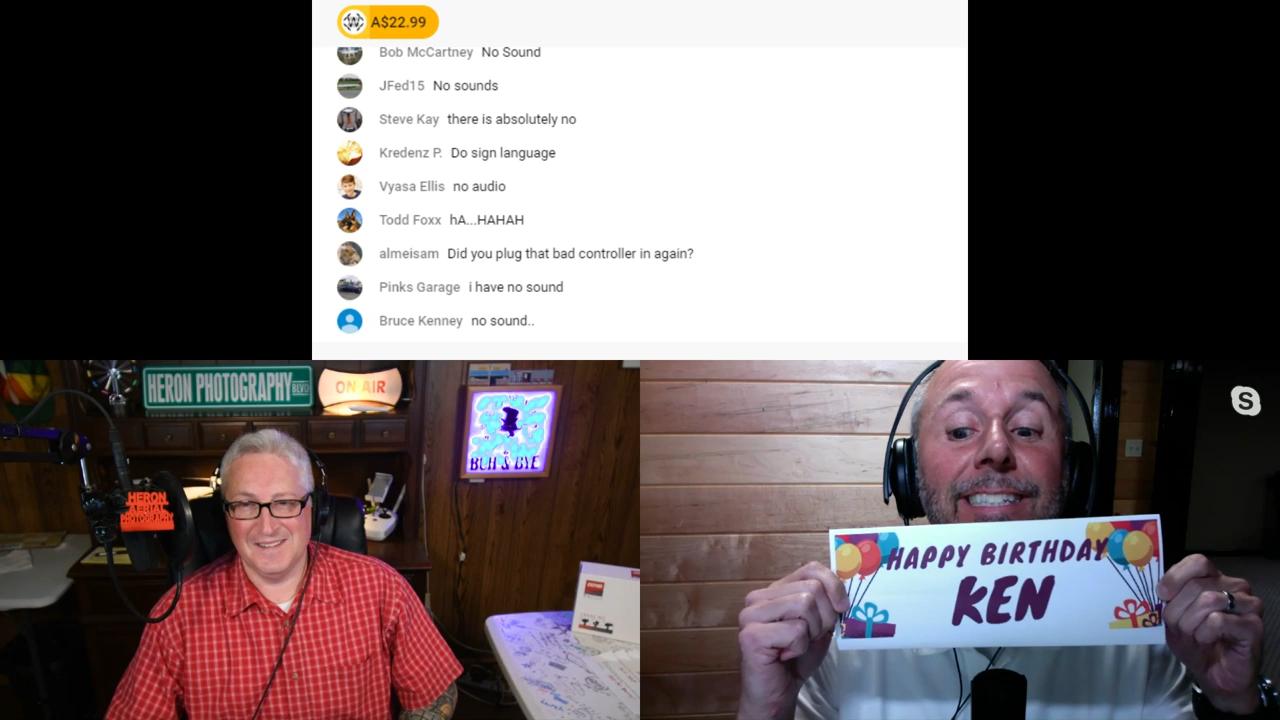 A$22.99
Bob McCartney No Sound
JFed15 No sounds
Steve Kay there is absolutely no
Kredenz P. Do sign language
Vyasa Ellis no audio
Todd Foxx hA...HAHAH
almeisam Did you plug that bad controller in again?
Pinks Garage i have no sound
Bruce Kenney no sound..
HERON PHOTOGRAPHY BLVD
ON AIR
BUH & BYE
HERON
AERIAL
PHOTOGRAPHY
S
HAPPY BIRTHDAY
KEN